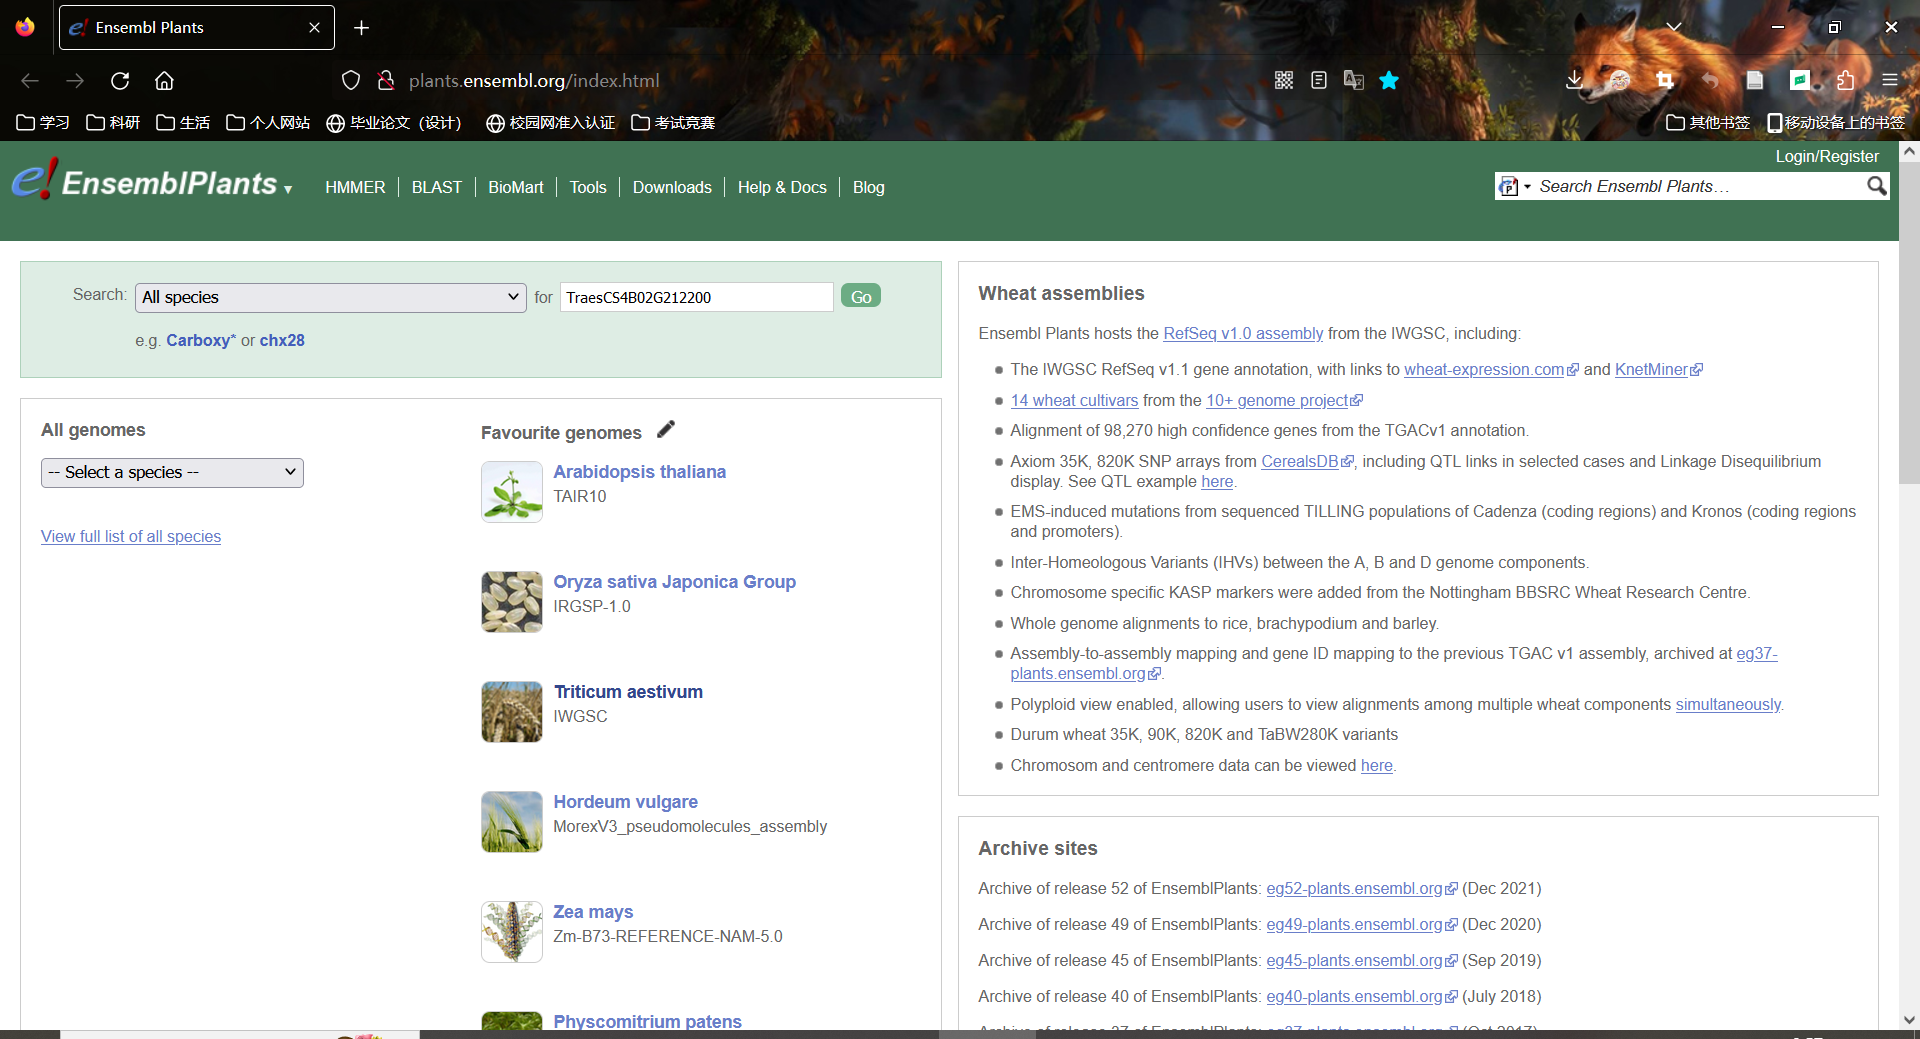 Ensembl Plants
plants.ensembl.org/index.html
学习 科研 生活 个人网站 毕业论文（设计） 校园网准入认证 考试竞赛 其他书签 移动设备上的书签
Login/Register
e! EnsemblPlants HMMER BLAST BioMart Tools Downloads Help & Docs Blog
Search Ensembl Plants…
Search: All species for TraesCS4B02G212200 Go
e.g. Carboxy* or chx28
All genomes
-- Select a species --
View full list of all species
Favourite genomes
Arabidopsis thaliana
TAIR10
Oryza sativa Japonica Group
IRGSP-1.0
Triticum aestivum
IWGSC
Hordeum vulgare
MorexV3_pseudomolecules_assembly
Zea mays
Zm-B73-REFERENCE-NAM-5.0
Physcomitrium patens
Wheat assemblies
Ensembl Plants hosts the RefSeq v1.0 assembly from the IWGSC, including:
The IWGSC RefSeq v1.1 gene annotation, with links to wheat-expression.com and KnetMiner
14 wheat cultivars from the 10+ genome project
Alignment of 98,270 high confidence genes from the TGACv1 annotation.
Axiom 35K, 820K SNP arrays from CerealsDB, including QTL links in selected cases and Linkage Disequilibrium
display. See QTL example here.
EMS-induced mutations from sequenced TILLING populations of Cadenza (coding regions) and Kronos (coding regions
and promoters).
Inter-Homeologous Variants (IHVs) between the A, B and D genome components.
Chromosome specific KASP markers were added from the Nottingham BBSRC Wheat Research Centre.
Whole genome alignments to rice, brachypodium and barley.
Assembly-to-assembly mapping and gene ID mapping to the previous TGAC v1 assembly, archived at eg37-
plants.ensembl.org.
Polyploid view enabled, allowing users to view alignments among multiple wheat components simultaneously.
Durum wheat 35K, 90K, 820K and TaBW280K variants
Chromosom and centromere data can be viewed here.
Archive sites
Archive of release 52 of EnsemblPlants: eg52-plants.ensembl.org (Dec 2021)
Archive of release 49 of EnsemblPlants: eg49-plants.ensembl.org (Dec 2020)
Archive of release 45 of EnsemblPlants: eg45-plants.ensembl.org (Sep 2019)
Archive of release 40 of EnsemblPlants: eg40-plants.ensembl.org (July 2018)
Archive of release 37 of EnsemblPlants: eg37-plants.ensembl.org (Oct 2017)